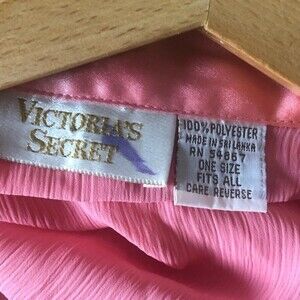 VICTORIA'S
SECRET
100% POLYESTER
MADE IN SRI LANKA
RN 54867
ONE SIZE
FITS ALL
CARE REVERSE